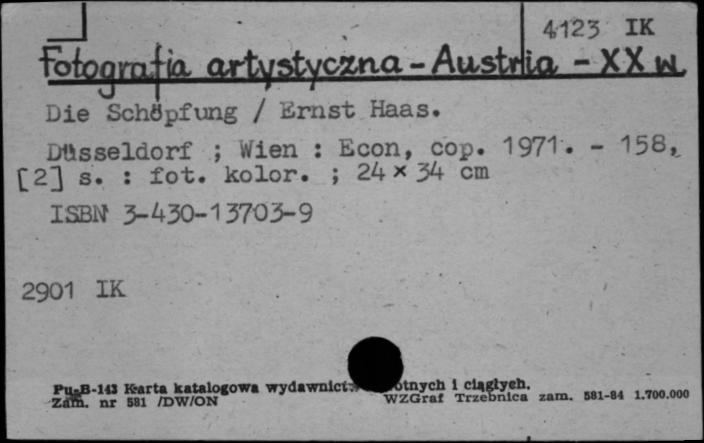 4123 IK
Fotografia artystyczna - Austria - XX w.
Die Schöpfung / Ernst Haas.
Düsseldorf ; Wien : Econ, cop. 1971. - 158,
[2] s. : fot. kolor. ; 24 x 34 cm
ISBN 3-430-13703-9
2901 IK
Pu-B-143 Karta katalogowa wydawnict otnych i ciągłych.
Zam. nr 581 /DW/ON WZGraf Trzebnica zam. 581-84 1.700.000